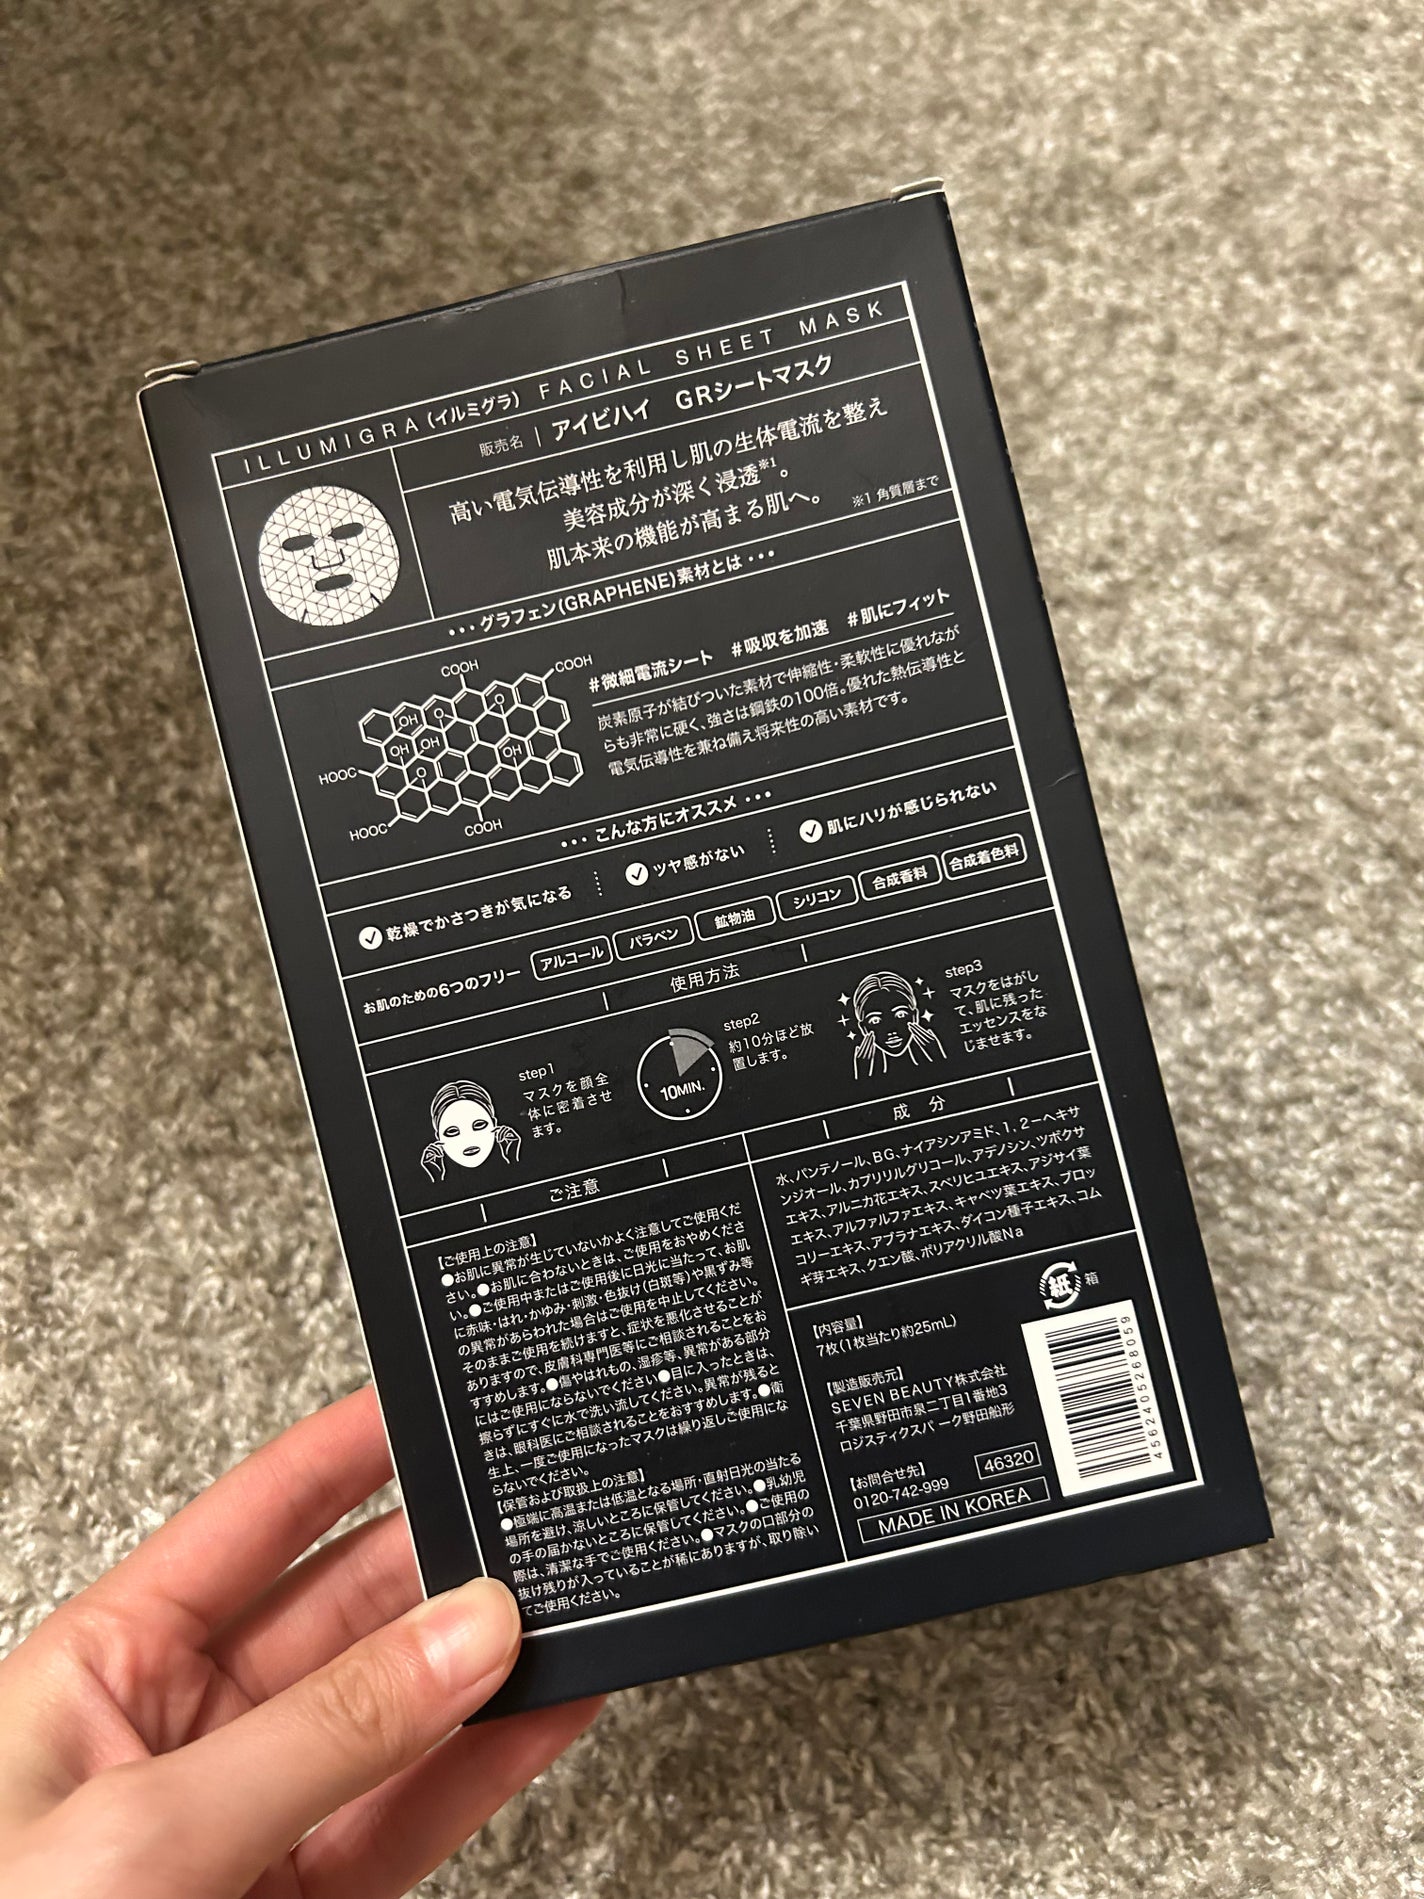 ILLUMIGRA(イルミグラ) FACIAL SHEET MASK
販売名 | アイビハイ GRシートマスク
高い電気伝導性を利用し肌の生体電流を整え
美容成分が深く浸透※1。
肌本来の機能が高まる肌へ。
※1 角質層まで
•••グラフェン(GRAPHENE)素材とは•••
COOH
COOH
OH
O
O
OH
OH
OH
O
HOOC
HOOC
COOH
#微細電流シート #吸収を加速 #肌にフィット
炭素原子が結びついた素材で伸縮性・柔軟性に優れなが
らも非常に硬く、強さは鋼鉄の100倍。優れた熱伝導性と
電気伝導性を兼ね備え将来性の高い素材です。
•••こんな方にオススメ•••
乾燥でかさつきが気になる
ツヤ感がない
肌にハリが感じられない
お肌のための6つのフリー アルコール パラベン 鉱物油 シリコン 合成香料 合成着色料
使用方法
step1
マスクを顔全
体に密着させ
ます。
10MIN.
step2
約10分ほど放
置します。
step3
マスクをはがし
て、肌に残った
エッセンスをな
じませます。
ご注意
【ご使用上の注意】
●お肌に異常が生じていないかよく注意してご使用くだ
さい。●お肌に合わないときは、ご使用をおやめくださ
い。●ご使用中またはご使用後に日光に当たって、お肌
に赤味・はれ・かゆみ・刺激・色抜け(白斑等)や黒ずみ等
の異常があらわれた場合はご使用を中止してください。
そのままご使用を続けますと、症状を悪化させることが
ありますので、皮膚科専門医等にご相談されることをお
すすめします。●傷やはれもの、湿疹等、異常がある部分
にはご使用にならないでください●目に入ったときは、
擦らずにすぐに水で洗い流してください。異常が残ると
きは、眼科医にご相談されることをおすすめします。●衛
生上、一度ご使用になったマスクは繰り返しご使用にな
らないでください。
【保管および取扱上の注意】
●極端に高温または低温となる場所・直射日光の当たる
場所を避け、涼しいところに保管してください。●乳幼児
の手の届かないところに保管してください。●ご使用の
際は、清潔な手でご使用ください。●マスクの口部分の
抜け残りが入っていることが稀にありますが、取り除い
てご使用ください。
成 分
水、パンテノール、BG、ナイアシンアミド、1,2－ヘキサ
ンジオール、カプリリルグリコール、アデノシン、ツボクサ
エキス、アルニカ花エキス、スベリヒユエキス、アジサイ葉
エキス、アルファルファエキス、キャベツ葉エキス、ブロッ
コリーエキス、アブラナエキス、ダイコン種子エキス、コム
ギ芽エキス、クエン酸、ポリアクリル酸Na
紙 箱
【内容量】
7枚(1枚当たり約25mL)
【製造販売元】
SEVEN BEAUTY株式会社
千葉県野田市泉二丁目1番地3
ロジスティクスパーク野田船形
【お問合せ先】
0120-742-999
46320
MADE IN KOREA
4562405268059